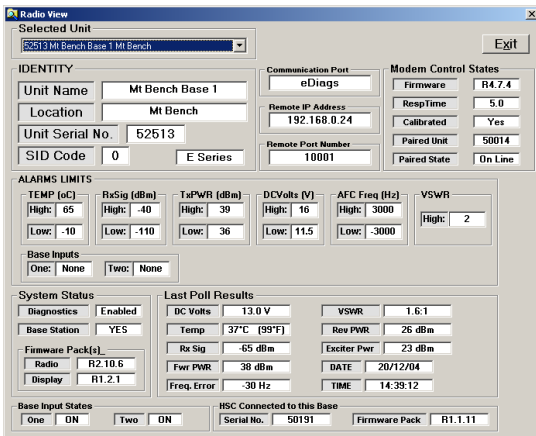 Radio View
Selected Unit
52513 Mt Bench Base 1 Mt Bench
Exit
IDENTITY
Unit Name Mt Bench Base 1
Location Mt Bench
Unit Serial No. 52513
SID Code 0 E Series
Communication Port
eDiags
Remote IP Address
192.168.0.24
Remote Port Number
10001
Modem Control States
Firmware R4.7.4
RespTime 5.0
Calibrated Yes
Paired Unit 50014
Paired State On Line
ALARMS LIMITS
TEMP (oC) RxSig (dBm) TxPWR (dBm) DCVolts (V) AFC Freq (Hz) VSWR
High: 65 High: -40 High: 39 High: 16 High: 3000 High: 2
Low: -10 Low: -110 Low: 36 Low: 11.5 Low: -3000
Base Inputs
One: None Two: None
System Status
Diagnostics Enabled
Base Station YES
Firmware Pack(s)_
Radio R2.10.6
Display R1.2.1
Last Poll Results
DC Volts 13.0 V VSWR 1.6:1
Temp 37°C (99°F) Rev PWR 26 dBm
Rx Sig -65 dBm Exciter Pwr 23 dBm
Fwr PWR 38 dBm DATE 20/12/04
Freq. Error -30 Hz TIME 14:39:12
Base Input States
One ON Two ON
HSC Connected to this Base
Serial No. 50191 Firmware Pack R1.1.11